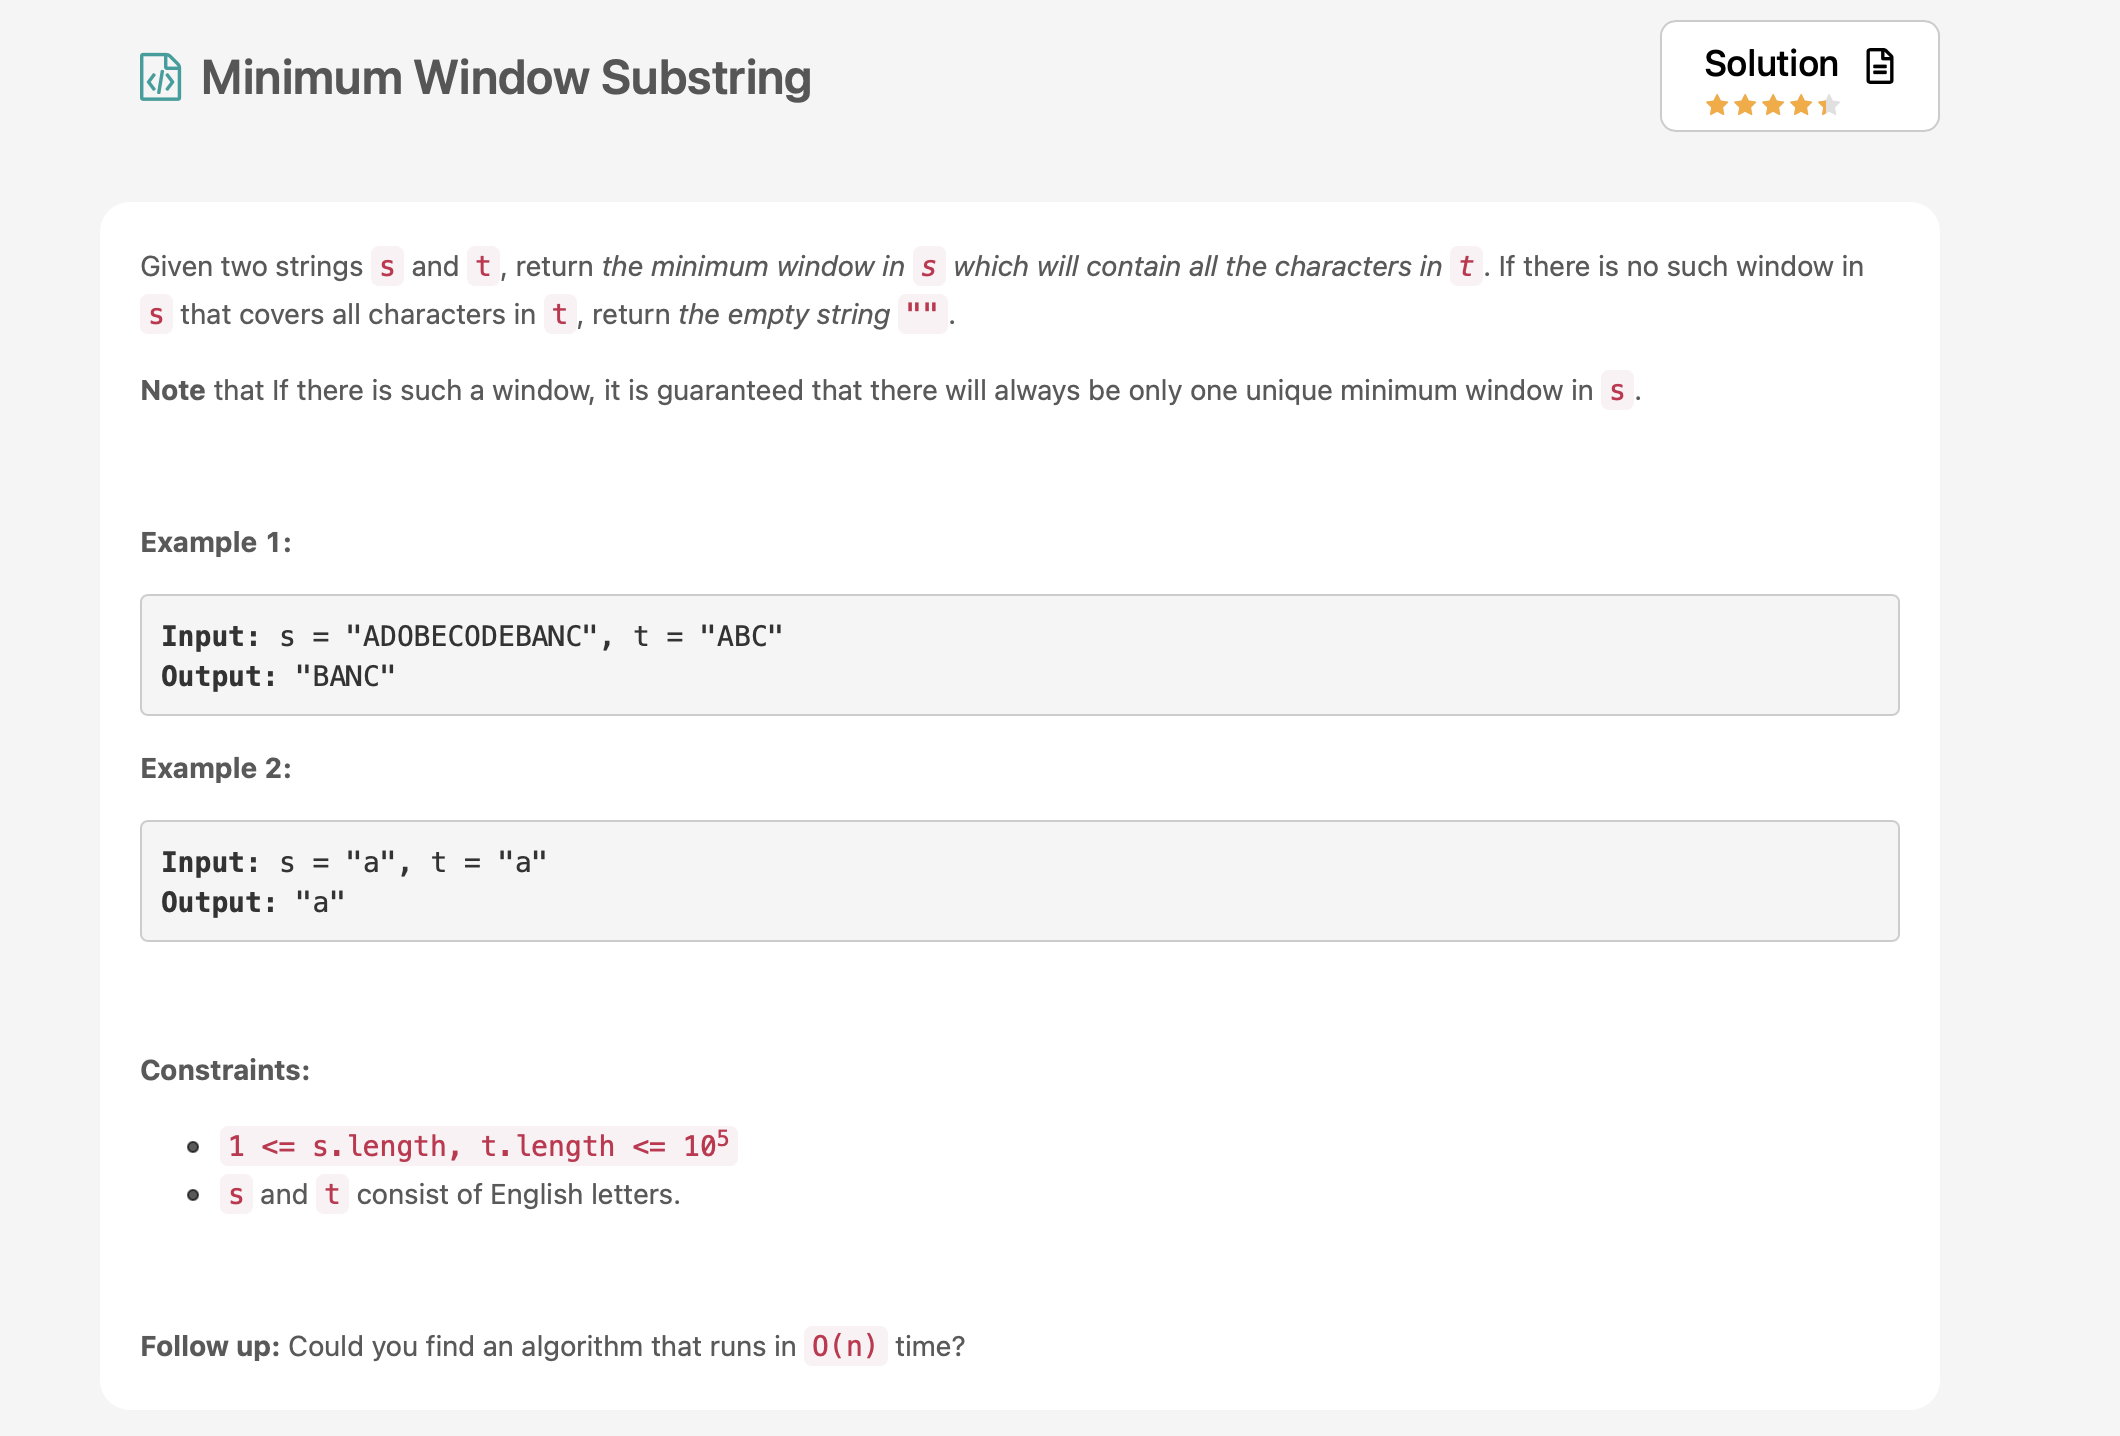 </> Minimum Window Substring
Solution
Given two strings s and t, return the minimum window in s which will contain all the characters in t. If there is no such window in
s that covers all characters in t, return the empty string "".
Note that If there is such a window, it is guaranteed that there will always be only one unique minimum window in s.
Example 1:
Input: s = "ADOBECODEBANC", t = "ABC"
Output: "BANC"
Example 2:
Input: s = "a", t = "a"
Output: "a"
Constraints:
• 1 <= s.length, t.length <= 10⁵
• s and t consist of English letters.
Follow up: Could you find an algorithm that runs in O(n) time?